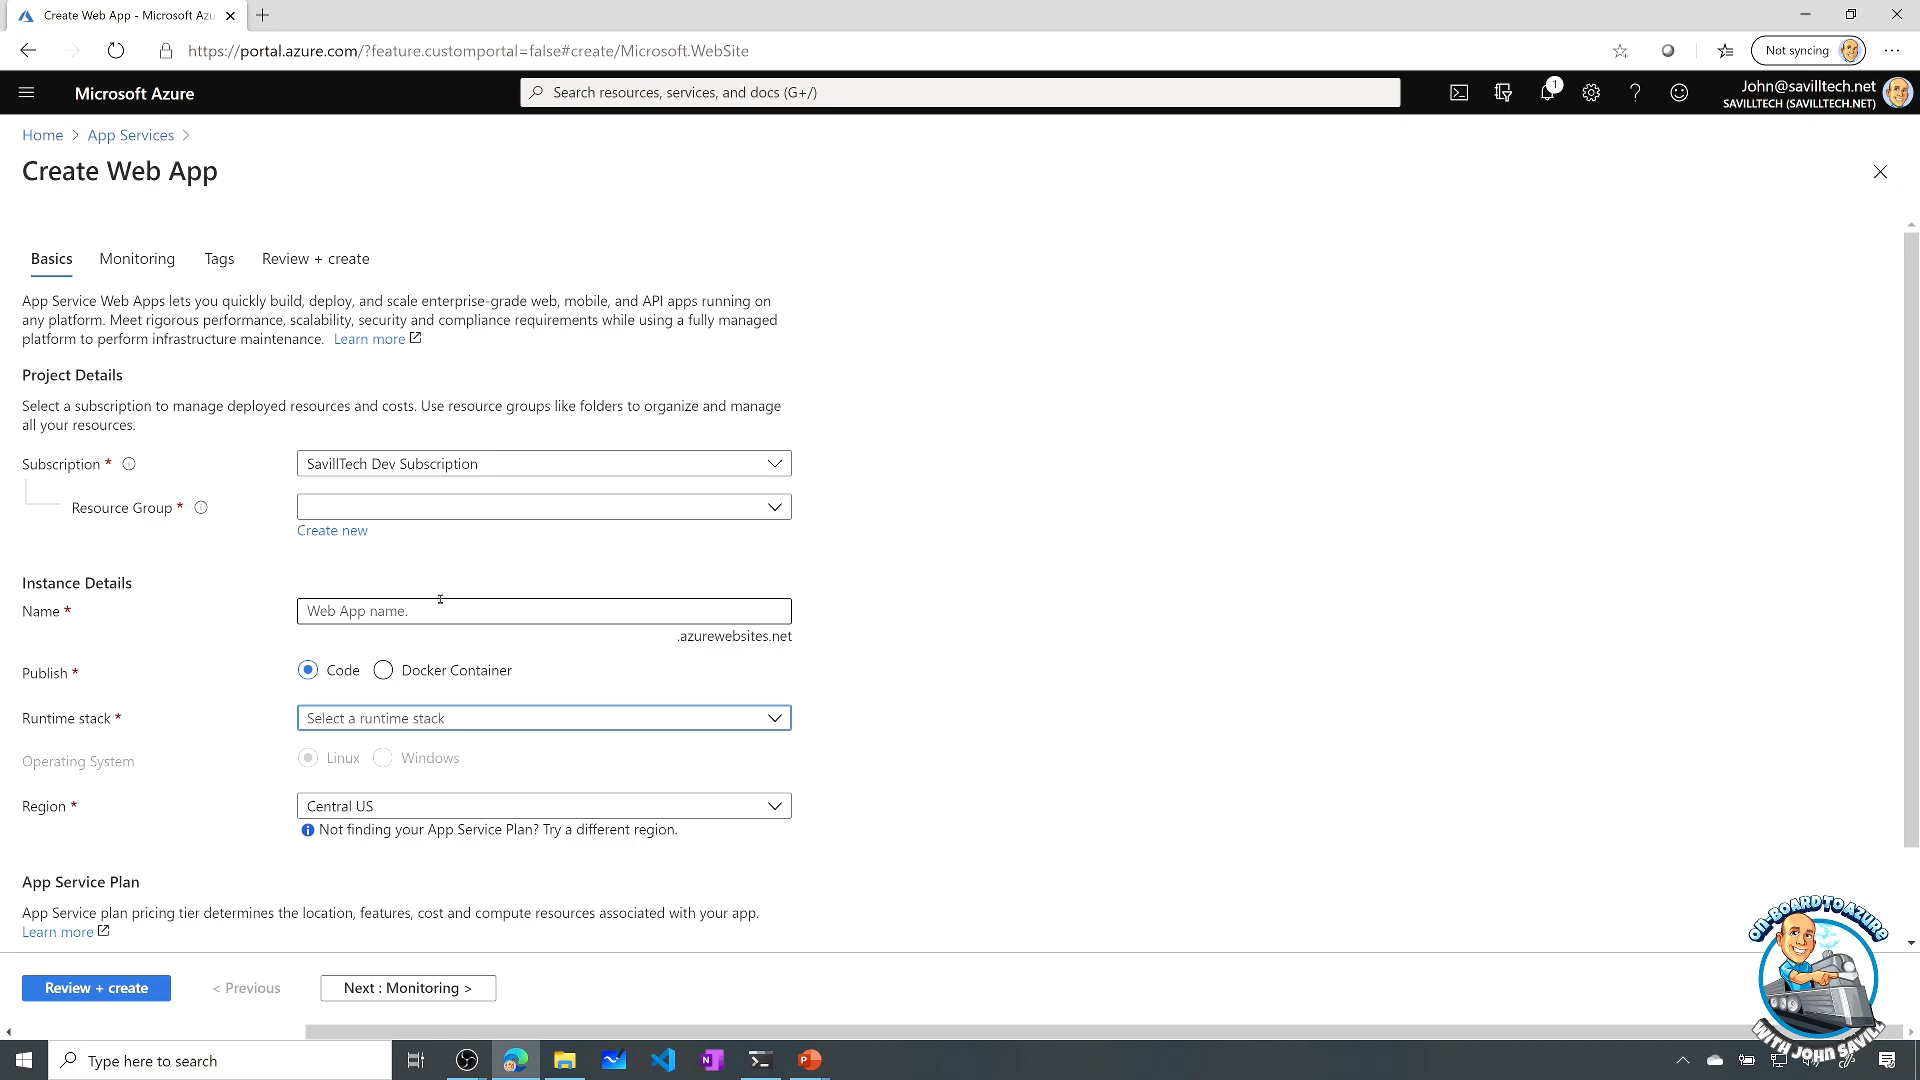 Create Web App - Microsoft Azu
https://portal.azure.com/?feature.customportal=false#create/Microsoft.WebSite
Not syncing
Microsoft Azure
Search resources, services, and docs (G+/)
1
John@savilltech.net
SAVILLTECH (SAVILLTECH.NET)
Home > App Services >
Create Web App
Basics Monitoring Tags Review + create
App Service Web Apps lets you quickly build, deploy, and scale enterprise-grade web, mobile, and API apps running on
any platform. Meet rigorous performance, scalability, security and compliance requirements while using a fully managed
platform to perform infrastructure maintenance. Learn more
Project Details
Select a subscription to manage deployed resources and costs. Use resource groups like folders to organize and manage
all your resources.
Subscription * SavillTech Dev Subscription
Resource Group *
Create new
Instance Details
Name * Web App name.
.azurewebsites.net
Publish * Code Docker Container
Runtime stack * Select a runtime stack
Operating System Linux Windows
Region * Central US
Not finding your App Service Plan? Try a different region.
App Service Plan
App Service plan pricing tier determines the location, features, cost and compute resources associated with your app.
Learn more
ON-BOARD TO AZURE
WITH JOHN SAVILL
Review + create < Previous Next : Monitoring >
Type here to search